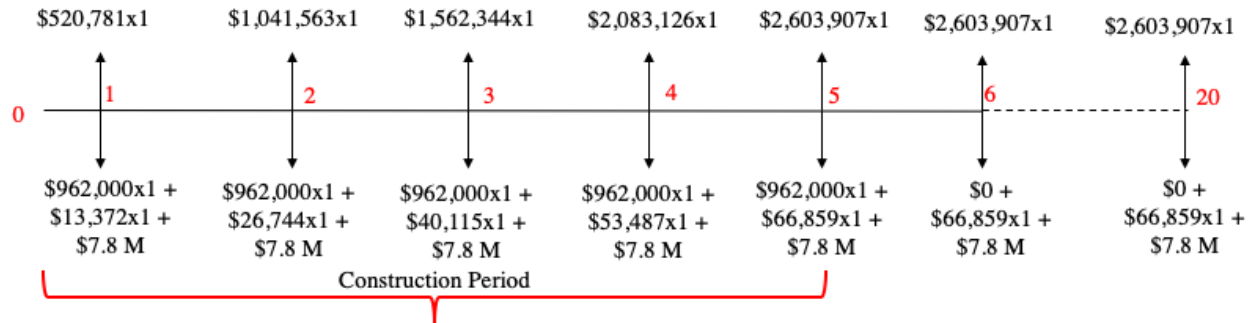 $520,781x1 $1,041,563x1 $1,562,344x1 $2,083,126x1 $2,603,907x1 $2,603,907x1 $2,603,907x1
0 1 2 3 4 5 6 20
$962,000x1 + $962,000x1 + $962,000x1 + $962,000x1 + $962,000x1 + $0 + $0 +
$13,372x1 + $26,744x1 + $40,115x1 + $53,487x1 + $66,859x1 + $66,859x1 + $66,859x1 +
$7.8 M $7.8 M $7.8 M $7.8 M $7.8 M $7.8 M $7.8 M
Construction Period